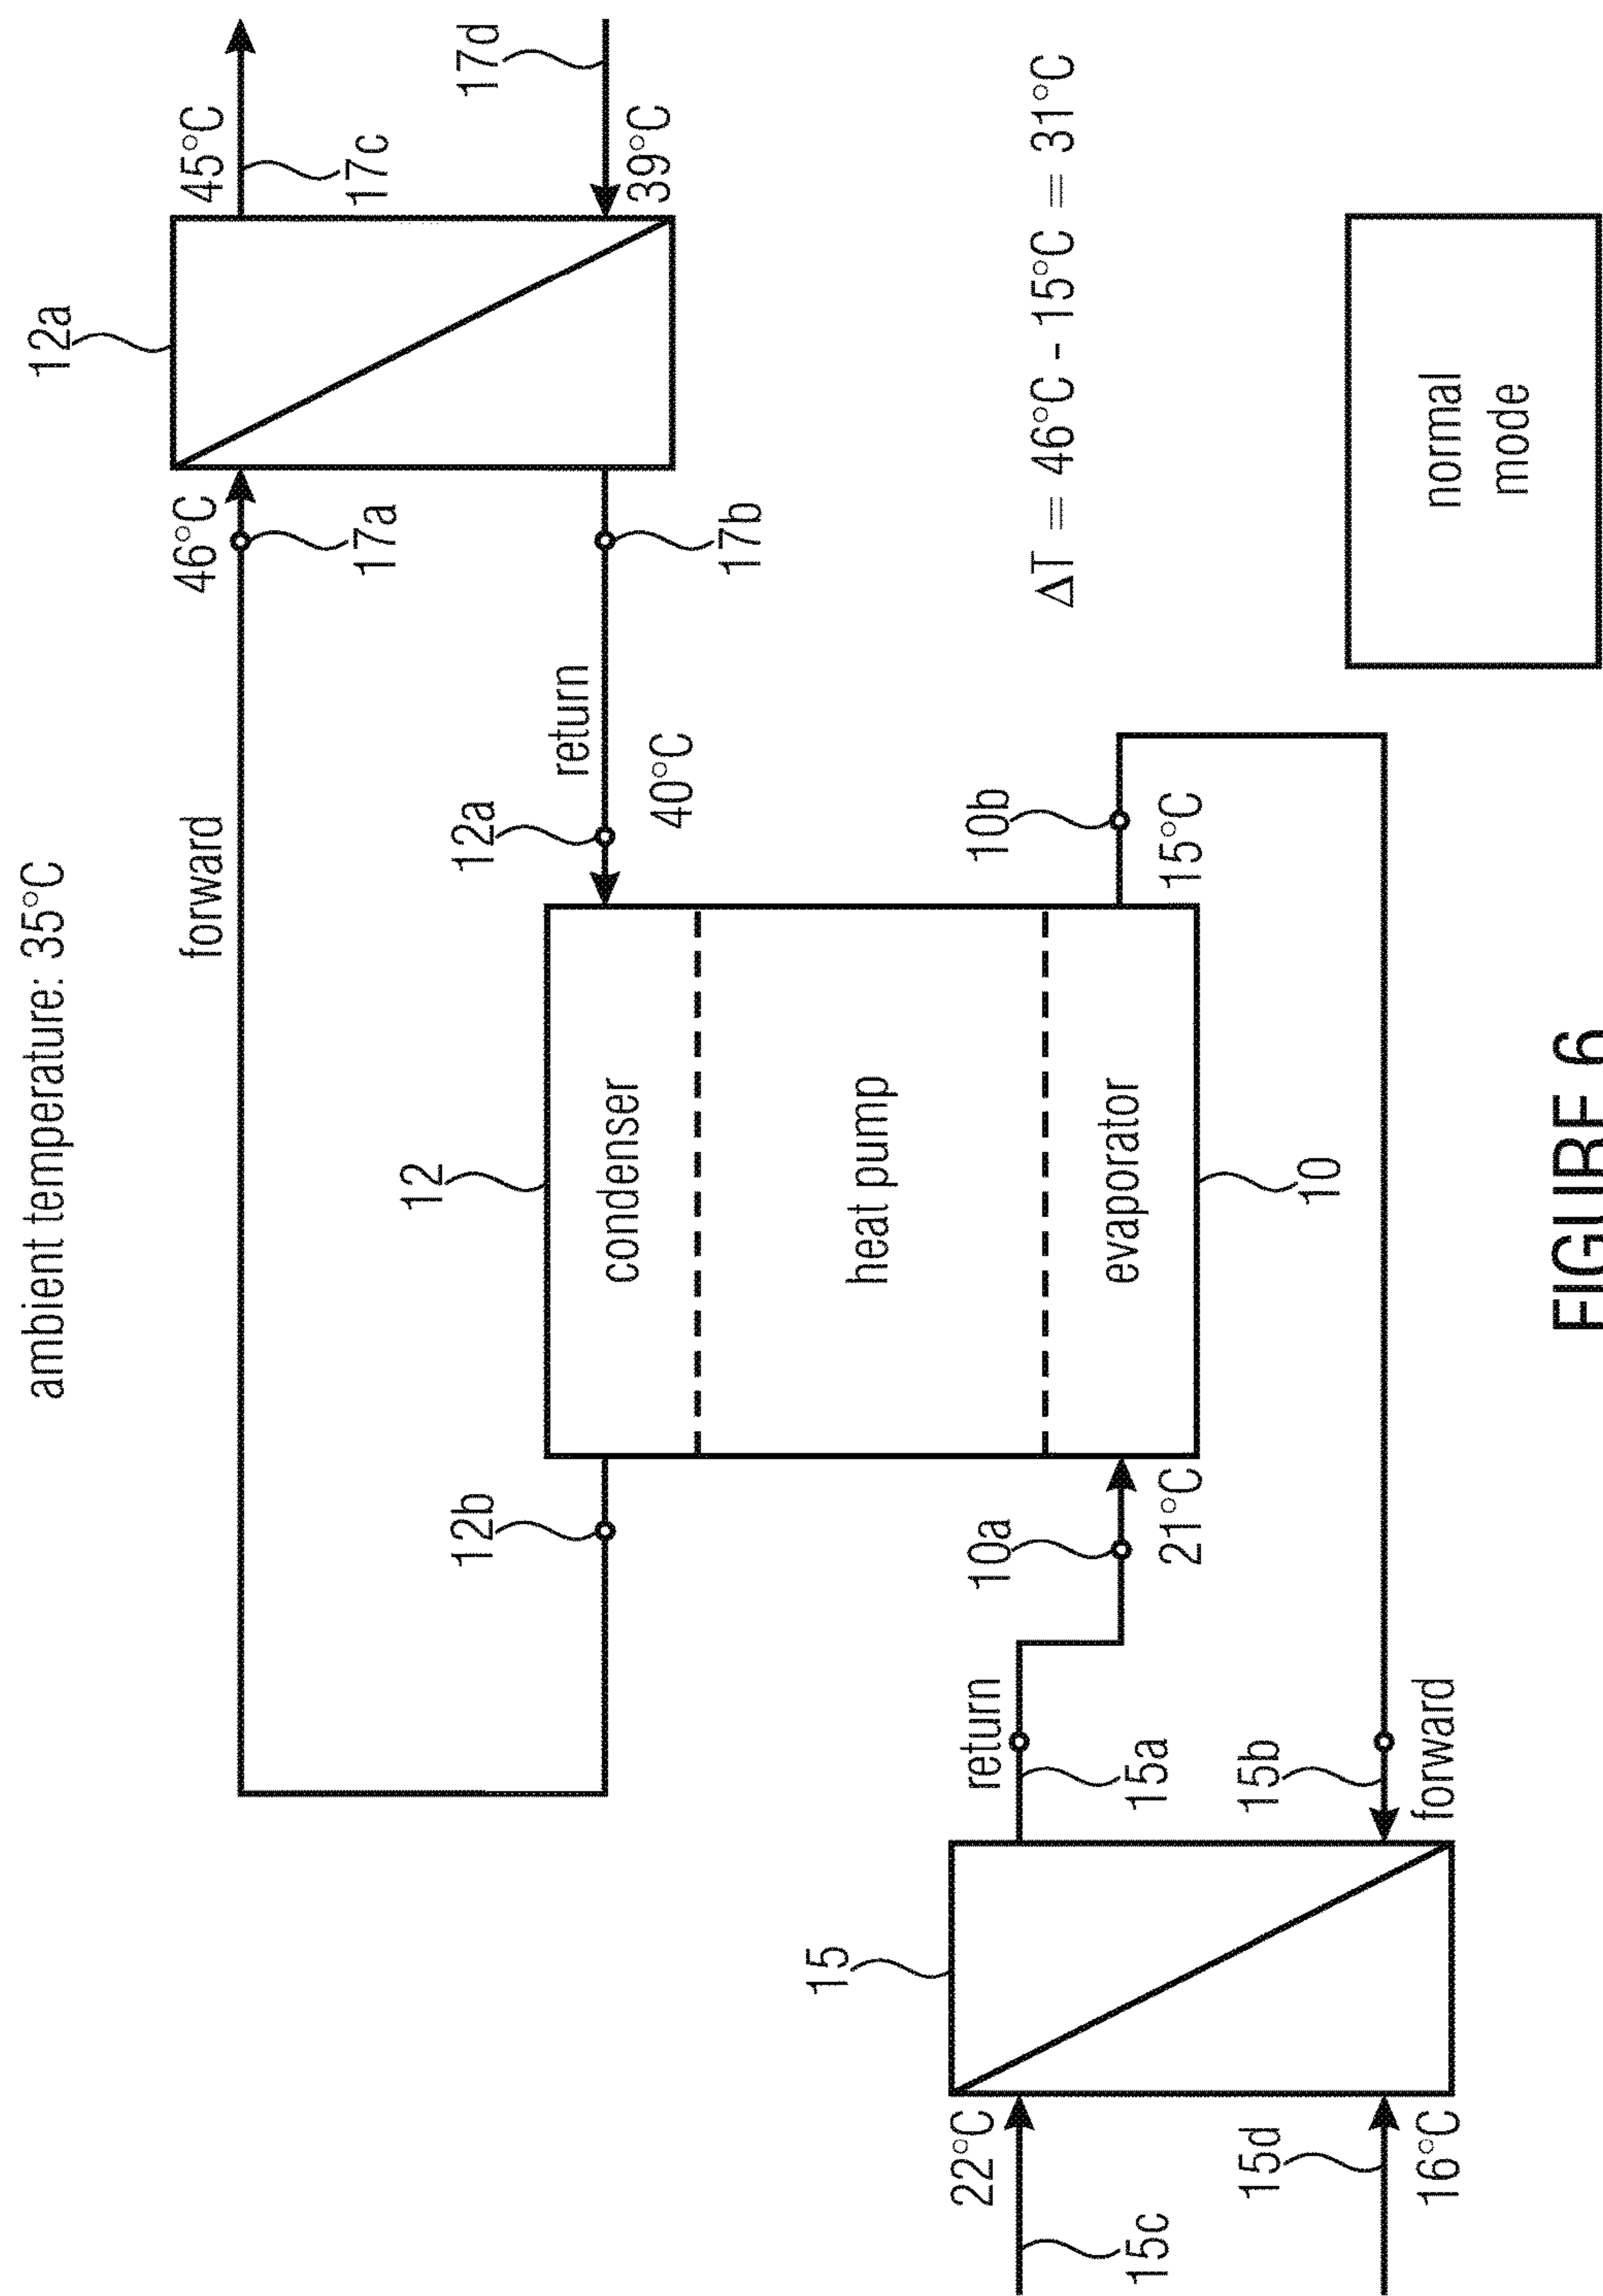 ambient temperature: 35°C
forward
46°C
17a
12a
45°C
17c
17d
39°C
return
17b
12a
40°C
12b
12
condenser
heat pump
evaporator
10
10a
21°C
10b
15°C
ΔT = 46°C - 15°C = 31°C
return
15a
15b
forward
15
22°C
15c
15d
16°C
normal
mode
FIGURE 6